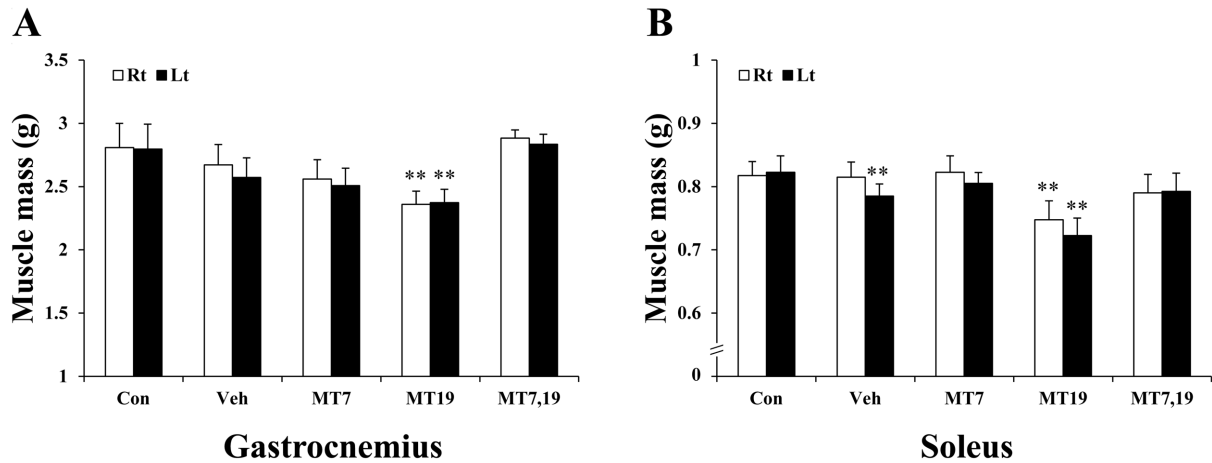 A
Muscle mass (g)
3.5
3
2.5
2
1.5
1
Rt Lt
** **
Con Veh MT7 MT19 MT7,19
Gastrocnemius
B
Muscle mass (g)
1
0.9
0.8
0.7
0.6
0
Rt Lt
**
**
**
Con Veh MT7 MT19 MT7,19
Soleus